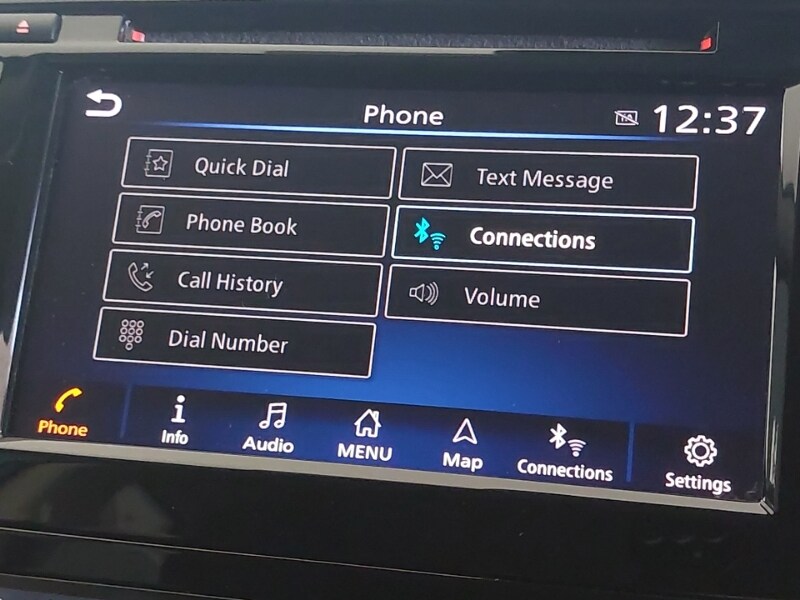 Phone
12:37
Quick Dial
Text Message
Phone Book
Connections
Call History
Volume
Dial Number
Phone
Info
Audio
MENU
Map
Connections
Settings